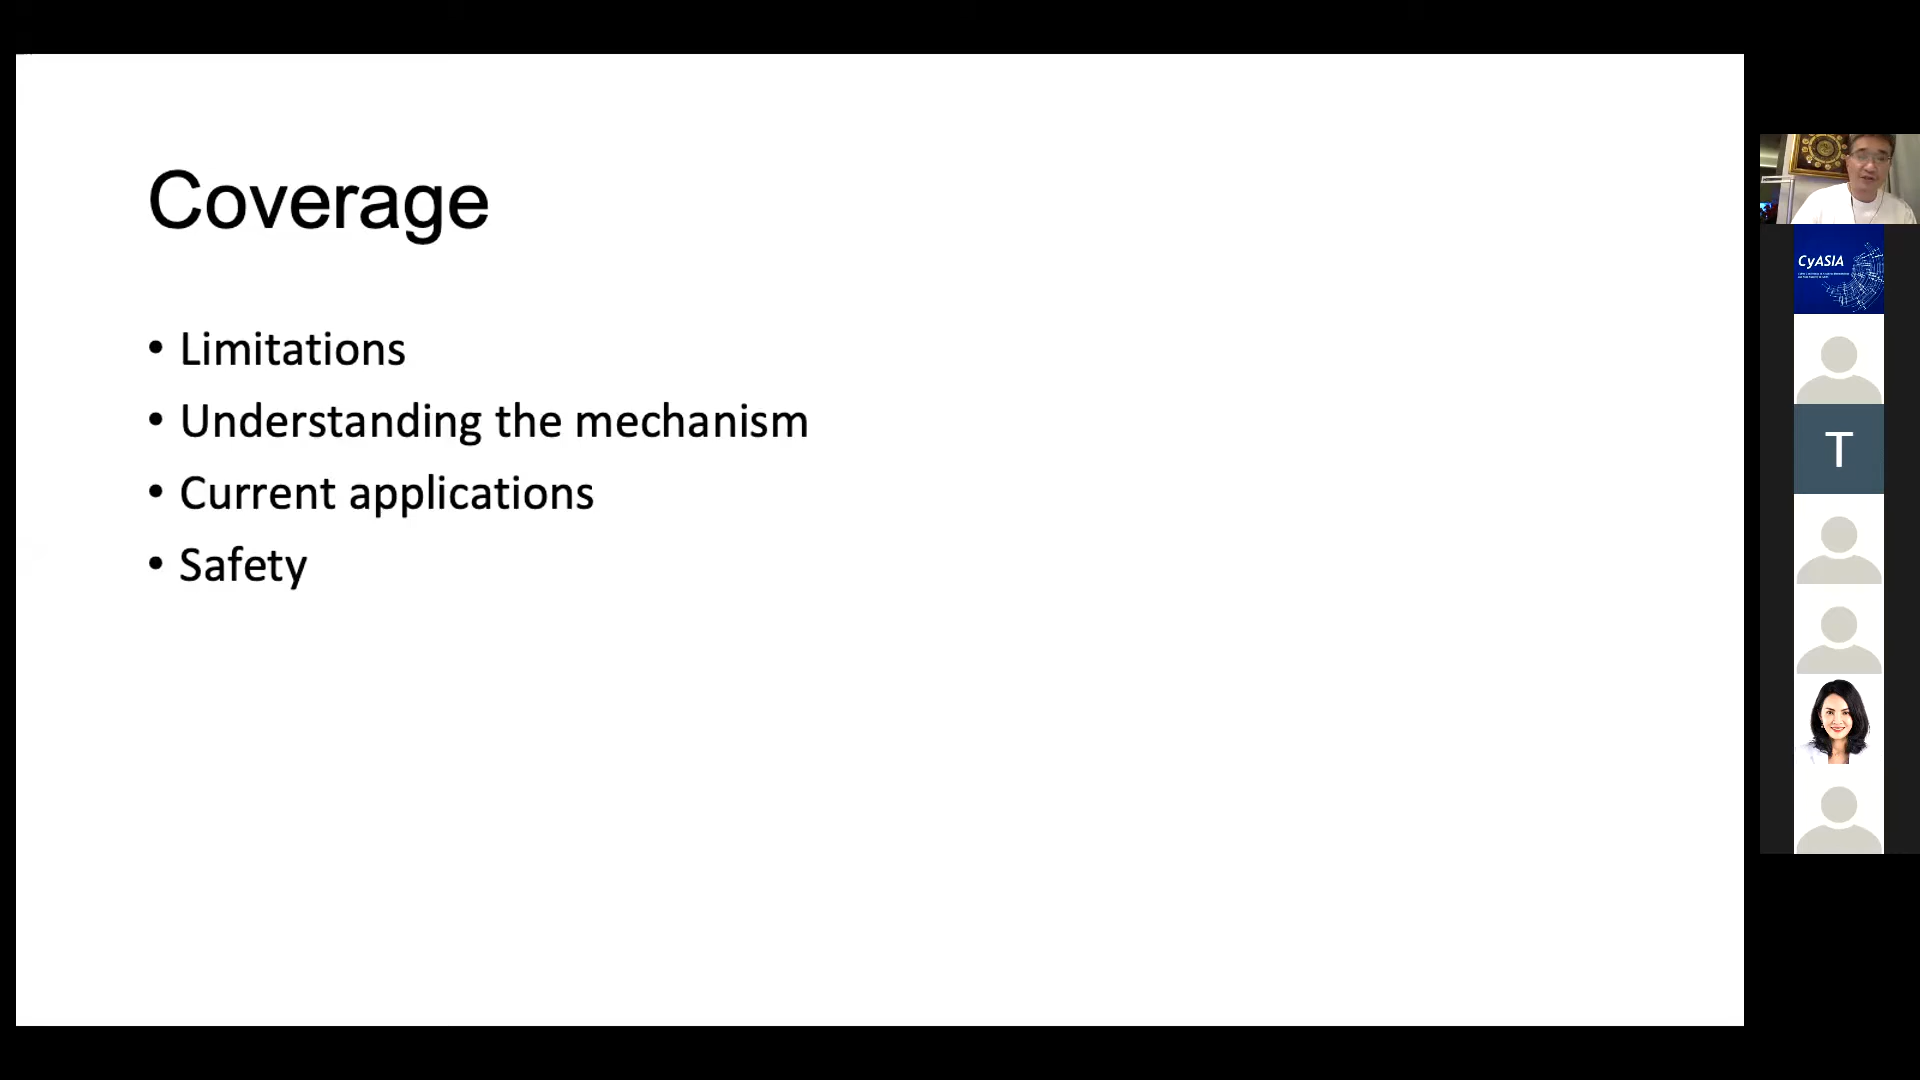 Coverage
• Limitations
• Understanding the mechanism
• Current applications
• Safety
CyASIA
T